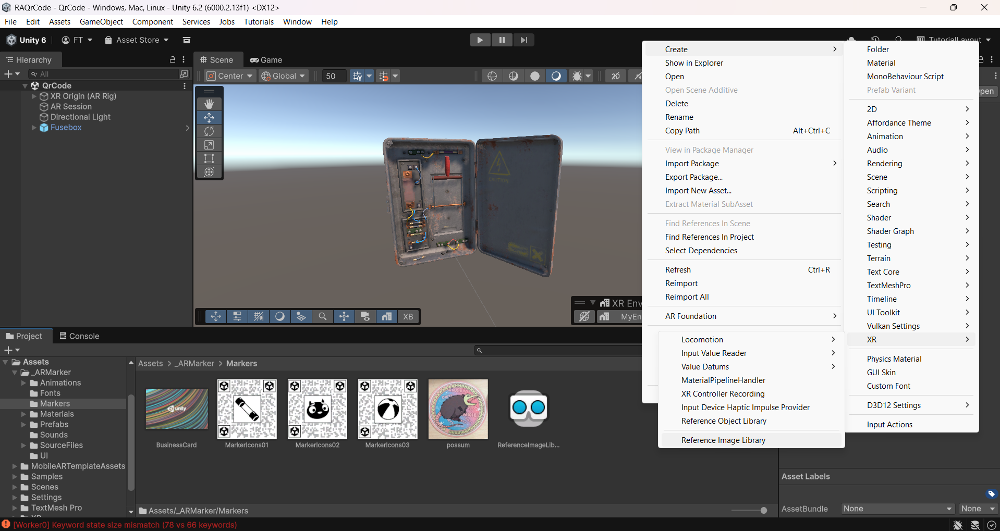 RAQrCode - QrCode - Windows, Mac, Linux - Unity 6.2 (6000.2.13f1) <DX12>
File Edit Assets GameObject Component Services Jobs Tutorials Window Help
Unity 6 FT Asset Store TutorialLayout
Hierarchy
All
QrCode
XR Origin (AR Rig)
AR Session
Directional Light
Fusebox
Scene Game
Center Global 50 2D
CAUTION
XR Env
MyEn
XB
Create
Show in Explorer
Open
Open Scene Additive
Delete
Rename
Copy Path Alt+Ctrl+C
View in Package Manager
Import Package
Export Package...
Import New Asset...
Extract Material SubAsset
Find References In Scene
Find References In Project
Select Dependencies
Refresh Ctrl+R
Reimport
Reimport All
AR Foundation
Folder
Material
MonoBehaviour Script
Prefab Variant
2D
Affordance Theme
Animation
Audio
Rendering
Scene
Scripting
Search
Shader
Shader Graph
Testing
Terrain
Text Core
TextMeshPro
Timeline
UI Toolkit
Vulkan Settings
XR
Physics Material
GUI Skin
Custom Font
D3D12 Settings
Input Actions
Locomotion
Input Value Reader
Value Datums
MaterialPipelineHandler
XR Controller Recording
Input Device Haptic Impulse Provider
Reference Object Library
Reference Image Library
pen
Project Console
Assets
_ARMarker
Animations
Fonts
Markers
Materials
Prefabs
Sounds
SourceFiles
UI
MobileARTemplateAssets
Samples
Scenes
Settings
TextMesh Pro
XR
Assets > _ARMarker > Markers
unity
BusinessCard
MarkerIcons01
MarkerIcons02
MarkerIcons03
possum
ReferenceImageLib...
Assets/_ARMarker/Markers
Asset Labels
AssetBundle None None
[Worker0] Keyword state size mismatch (78 vs 66 keywords)